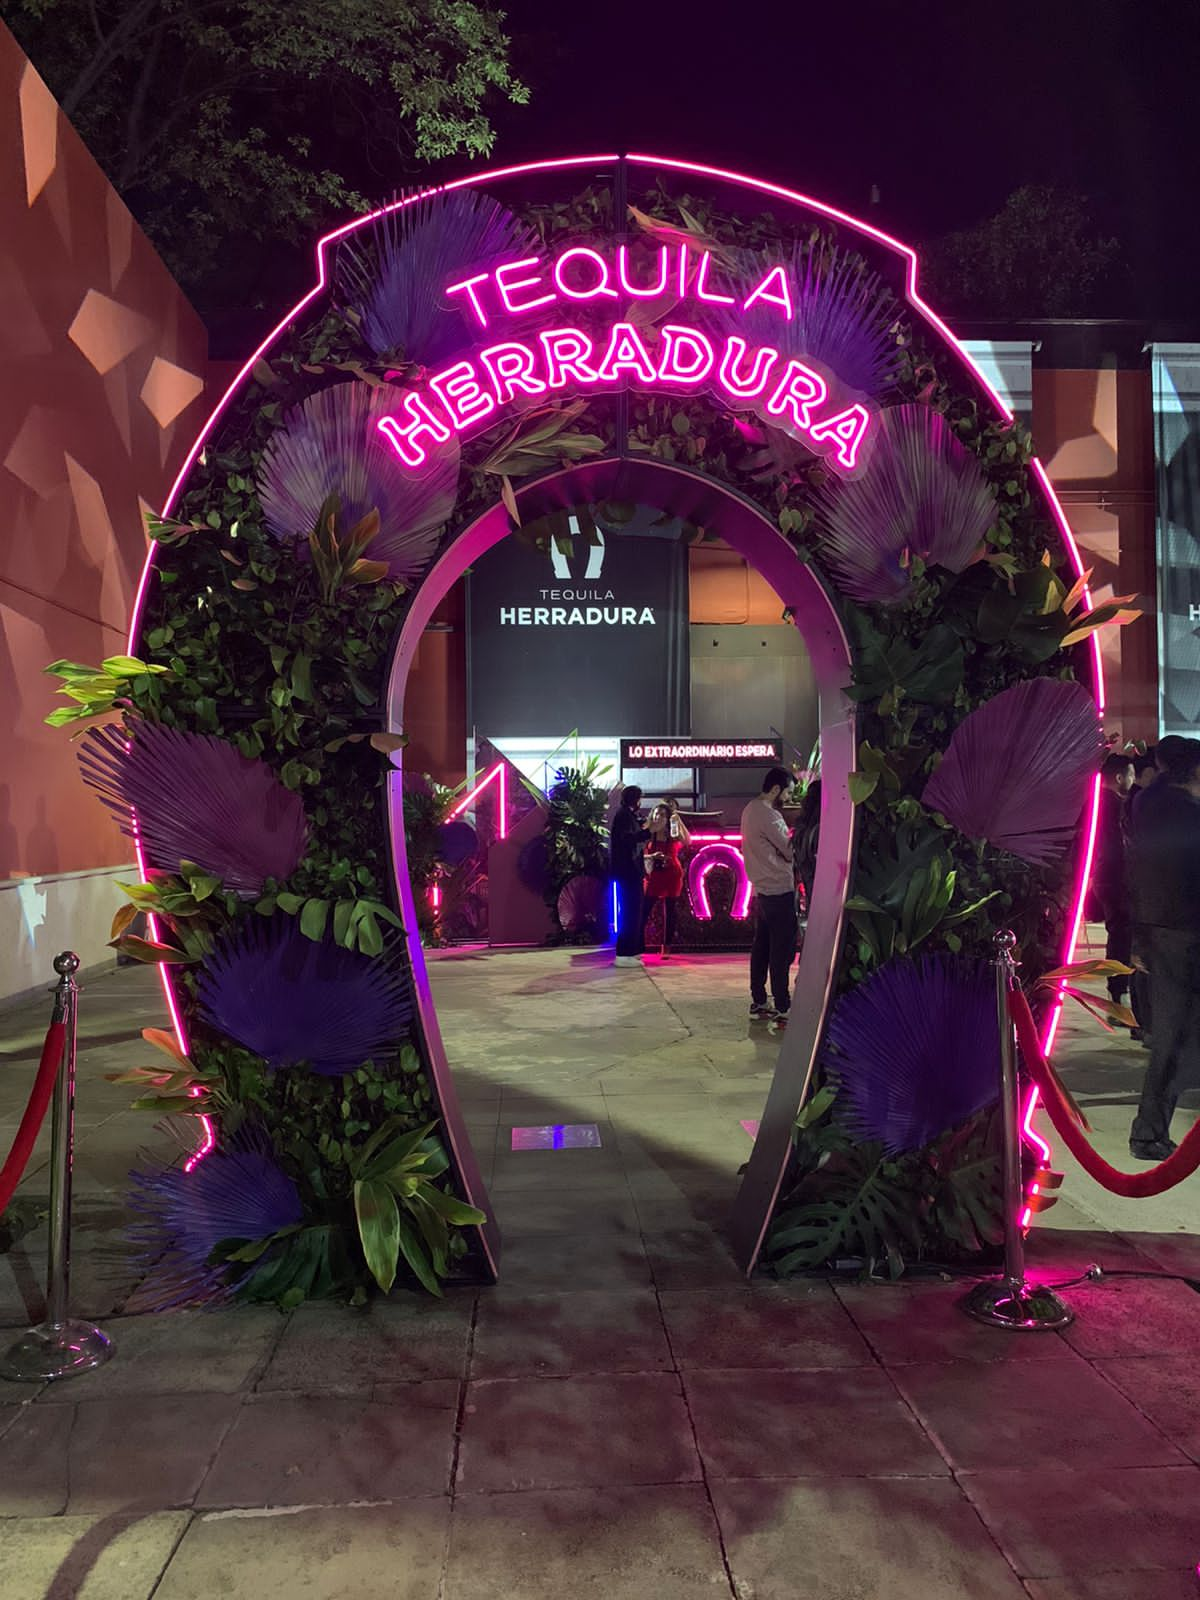 TEQUILA
HERRADURA
TEQUILA
HERRADURA
LO EXTRAORDINARIO ESPERA
H